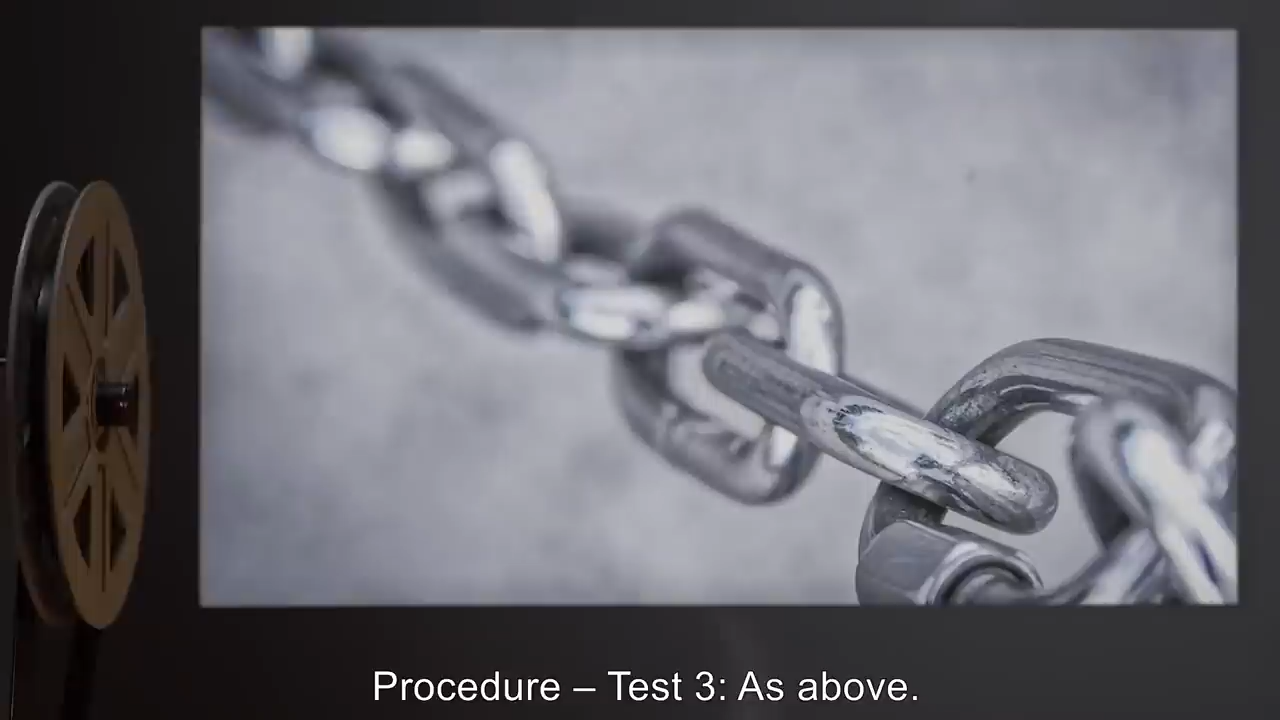 Procedure – Test 3: As above.